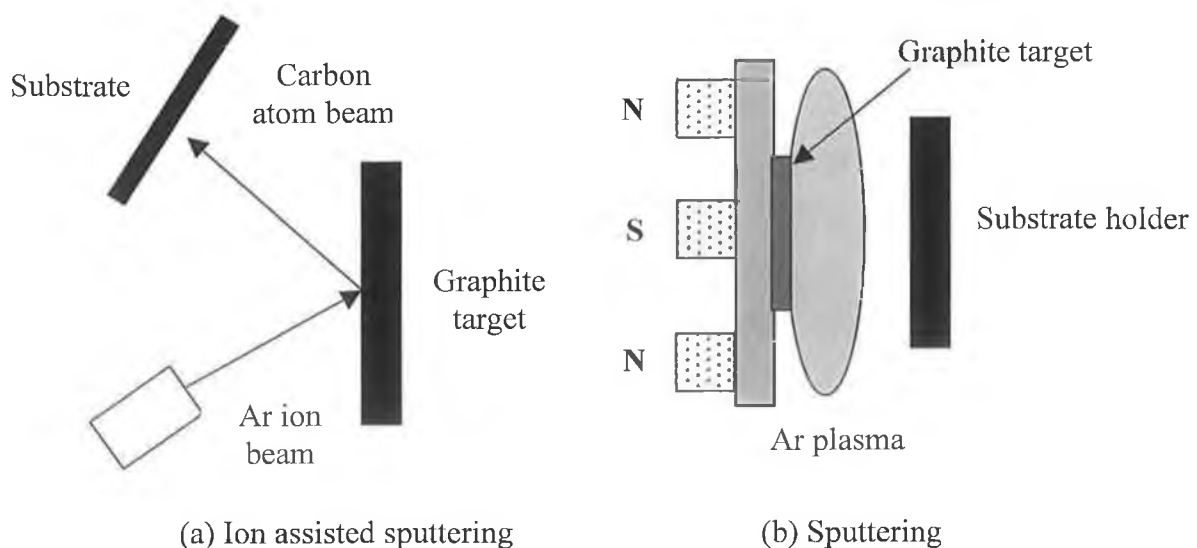 Substrate
Carbon
atom beam
Graphite
target
Ar ion
beam
(a) Ion assisted sputtering
Graphite target
N
S
N
Substrate holder
Ar plasma
(b) Sputtering